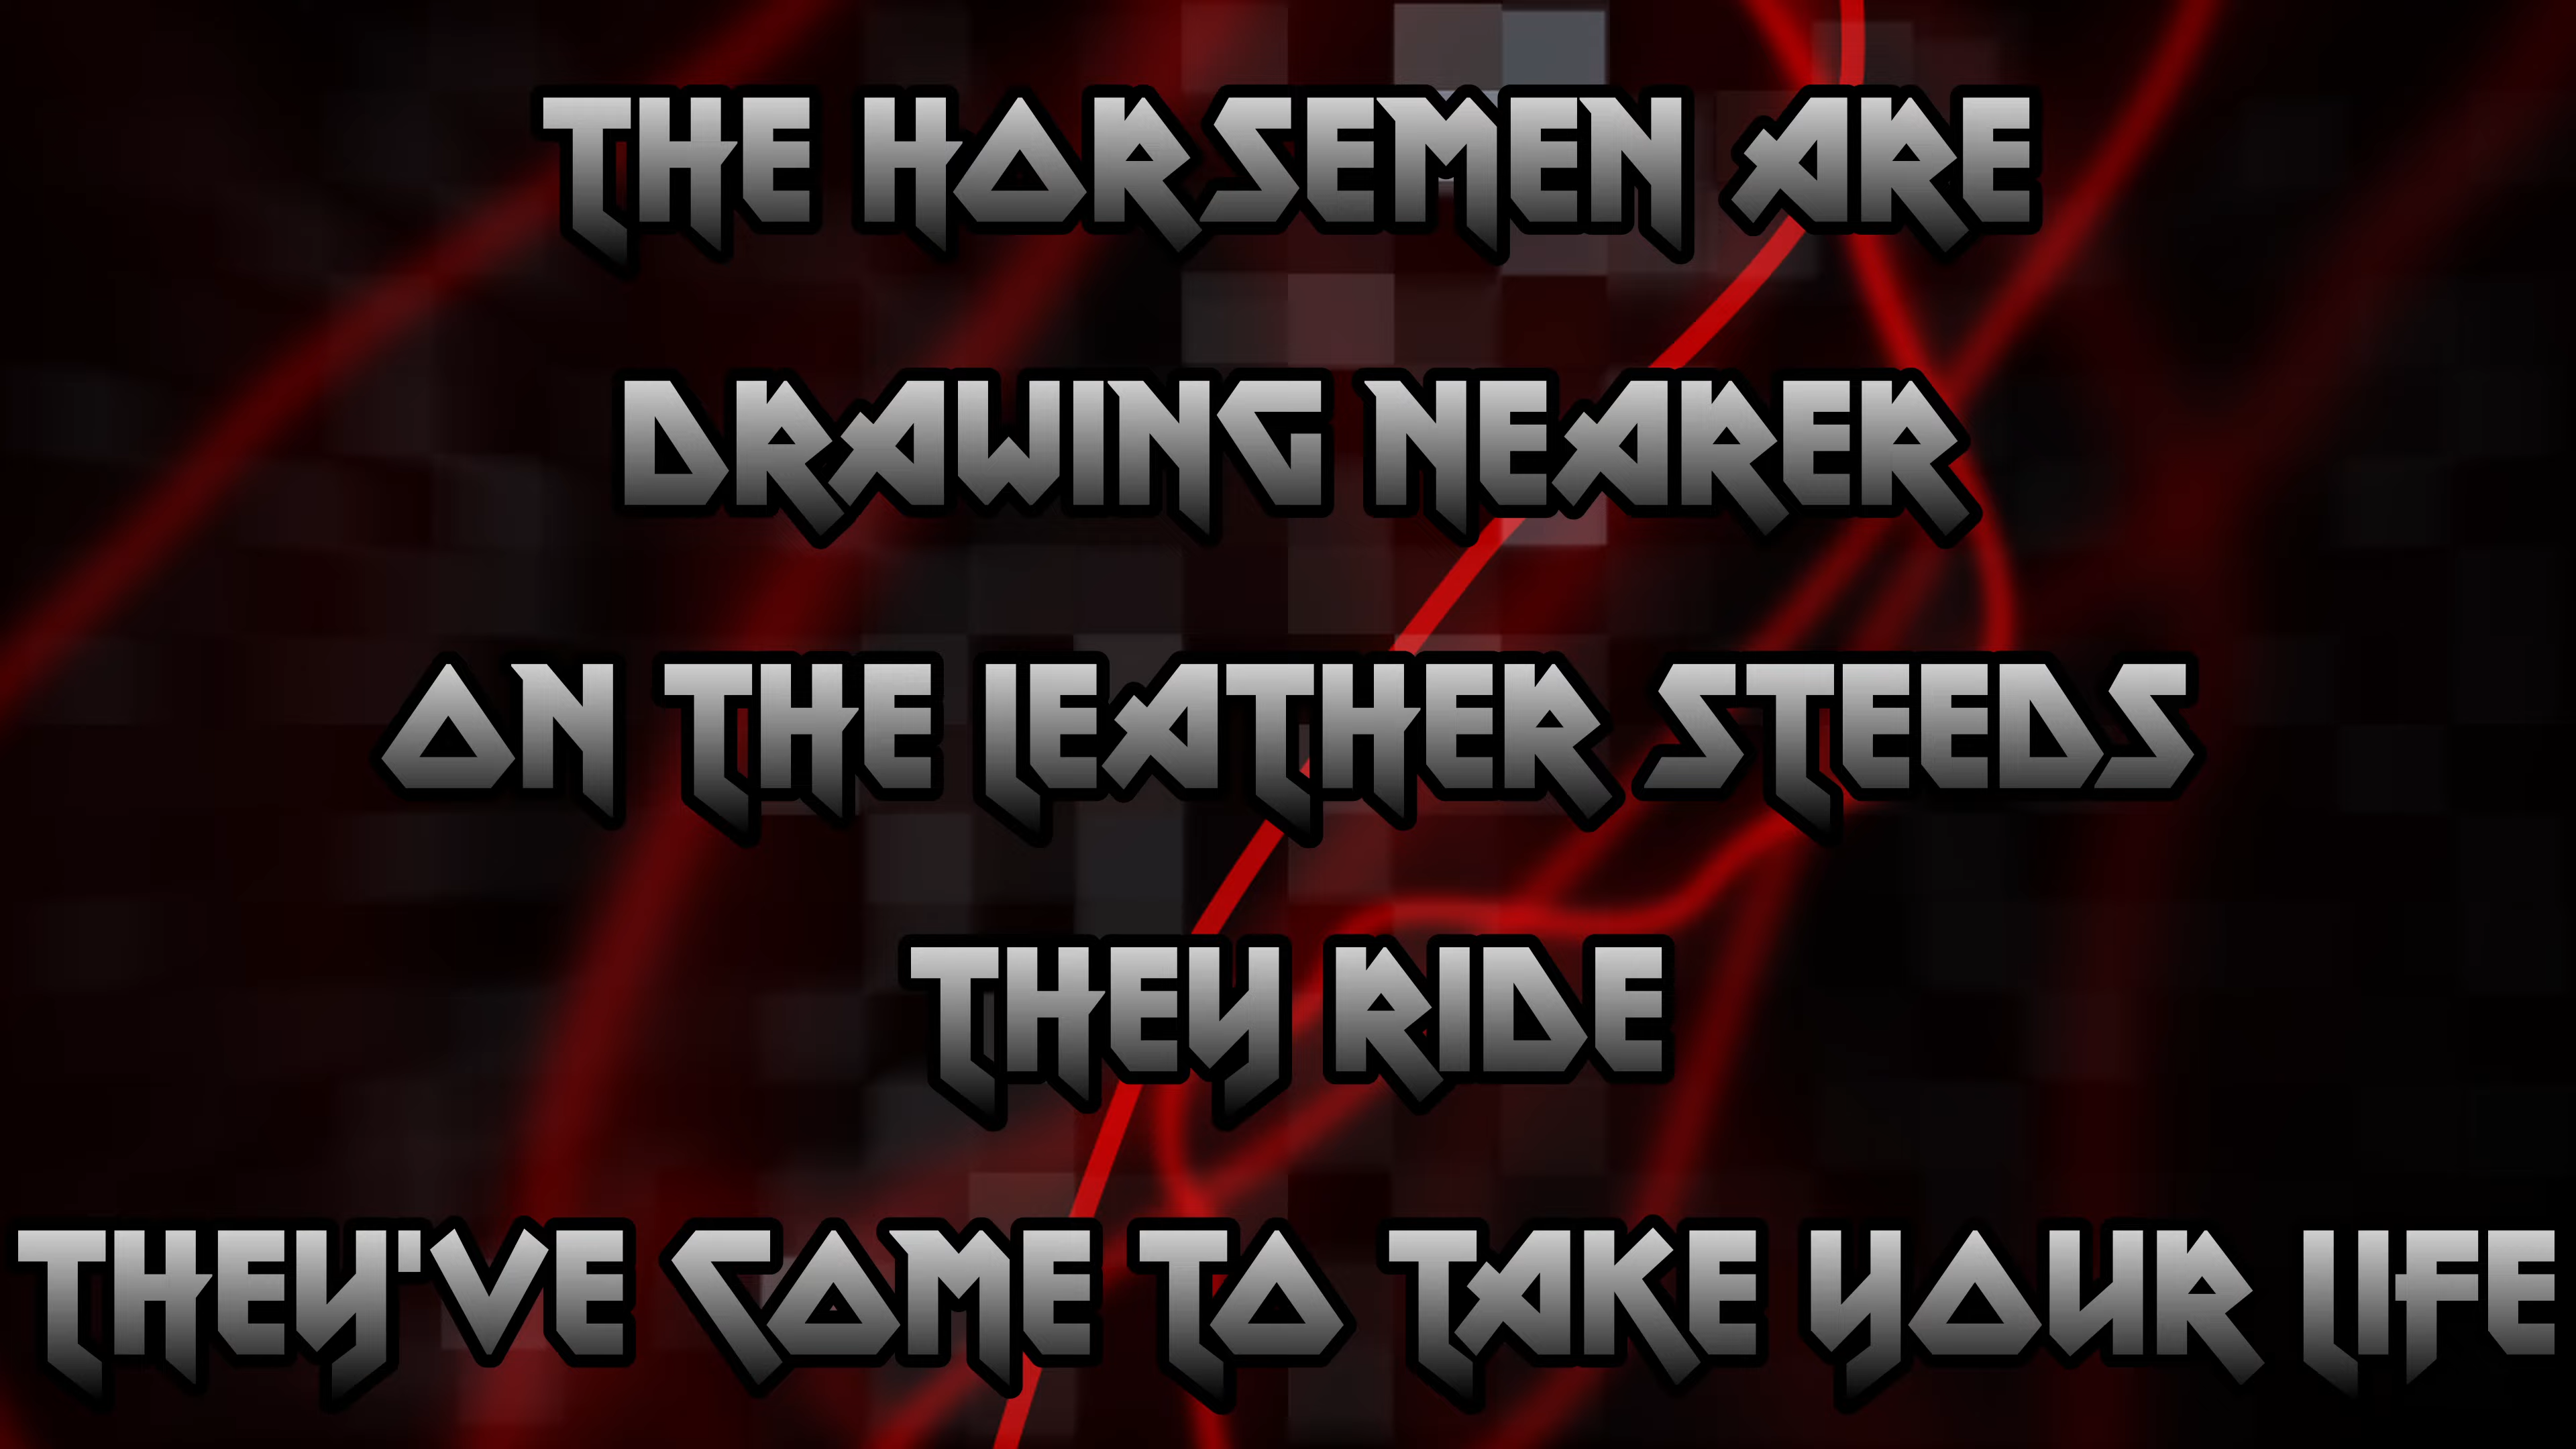 THE HORSEMEN ARE
DRAWING NEARER
ON THE LEATHER STEEDS
THEY RIDE
THEY'VE COME TO TAKE YOUR LIFE